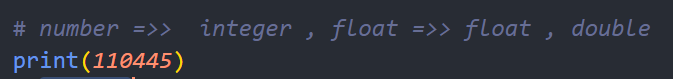 # number =>>  integer , float =>> float , double
print(110445)